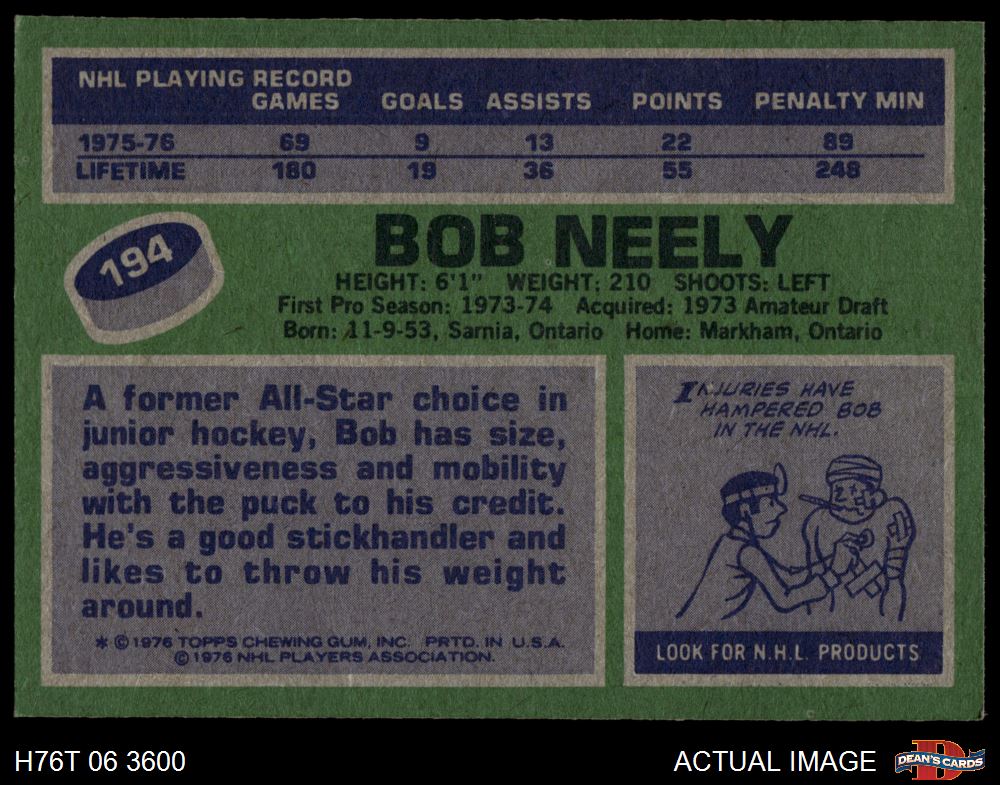 NHL PLAYING RECORD
GAMES GOALS ASSISTS POINTS PENALTY MIN
1975-76 69 9 13 22 89
LIFETIME 180 19 36 55 248
194
BOB NEELY
HEIGHT: 6'1" WEIGHT: 210 SHOOTS: LEFT
First Pro Season: 1973-74 Acquired: 1973 Amateur Draft
Born: 11-9-53, Sarnia, Ontario Home: Markham, Ontario
A former All-Star choice in
junior hockey, Bob has size,
aggressiveness and mobility
with the puck to his credit.
He's a good stickhandler and
likes to throw his weight
around.
* © 1976 TOPPS CHEWING GUM, INC. PRTD. IN U.S.A.
© 1976 NHL PLAYERS ASSOCIATION.
INJURIES HAVE
HAMPERED BOB
IN THE NHL.
LOOK FOR N.H.L. PRODUCTS
H76T 06 3600
ACTUAL IMAGE
D
DEAN'S CARDS